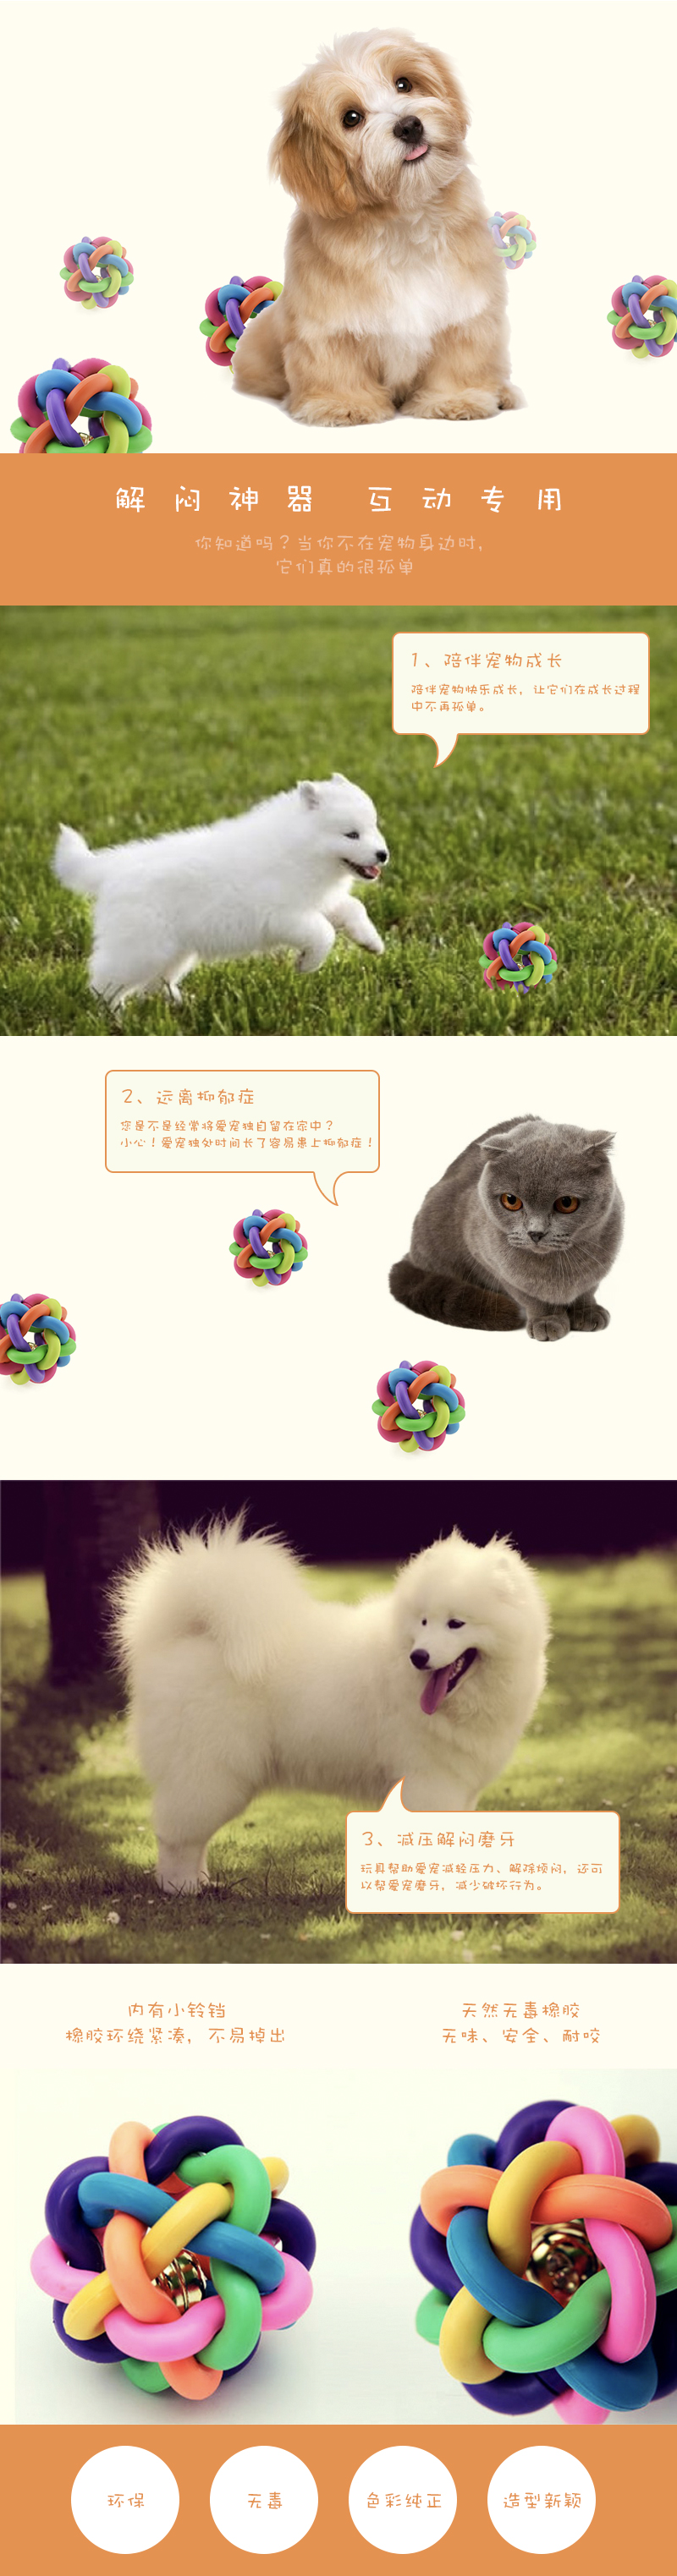 解闷神器 互动专用
你知道吗？当你不在宠物身边时，
它们真的很孤单
1、陪伴宠物成长
陪伴宠物快乐成长，让它们在成长过程
中不再孤单。
2、远离抑郁症
您是不是经常将爱宠独自留在家中？
小心！爱宠独处时间长了容易患上抑郁症！
3、减压解闷磨牙
玩具帮助爱宠减轻压力、解除烦闷，还可
以帮爱宠磨牙，减少破坏行为。
内有小铃铛
橡胶环绕紧凑，不易掉出
天然无毒橡胶
无味、安全、耐咬
环保
无毒
色彩纯正
造型新颖